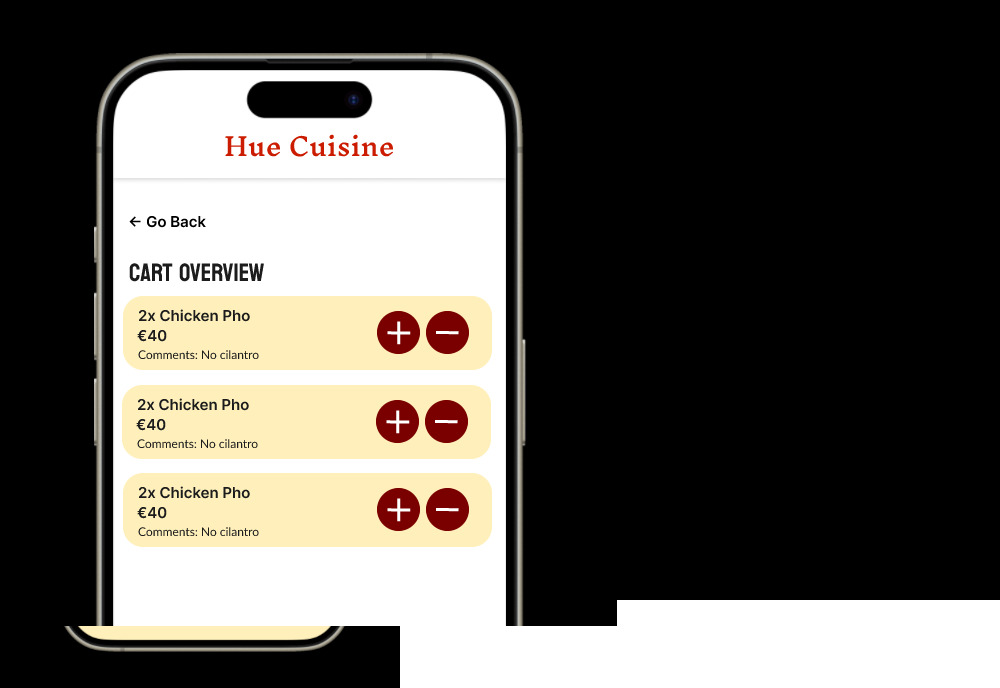 Hue Cuisine
← Go Back
CART OVERVIEW
2x Chicken Pho
€40
Comments: No cilantro
2x Chicken Pho
€40
Comments: No cilantro
2x Chicken Pho
€40
Comments: No cilantro